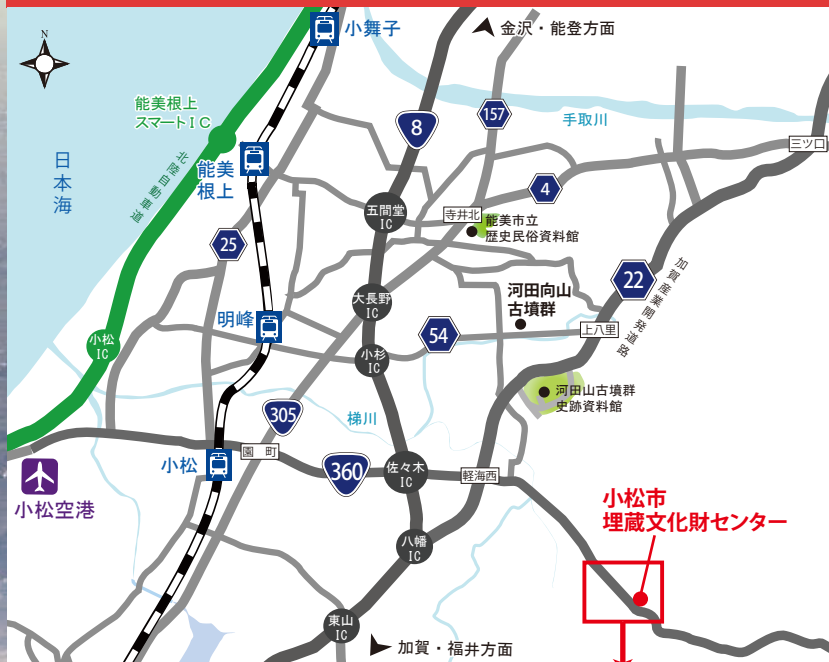 N
小舞子
金沢・能登方面
能美根上
スマートIC
8
157
手取川
三ツ口
日本海
北陸自動車道
能美
根上
4
五間堂
IC
寺井北
能美市立
歴史民俗資料館
25
22
加賀産業開発道路
大長野
IC
河田向山
古墳群
明峰
54
上八里
小松
IC
小杉
IC
河田山古墳群
史跡資料館
305
梯川
小松
園町
360
佐々木
IC
軽海西
小松空港
小松市
埋蔵文化財センター
八幡
IC
東山
IC
加賀・福井方面